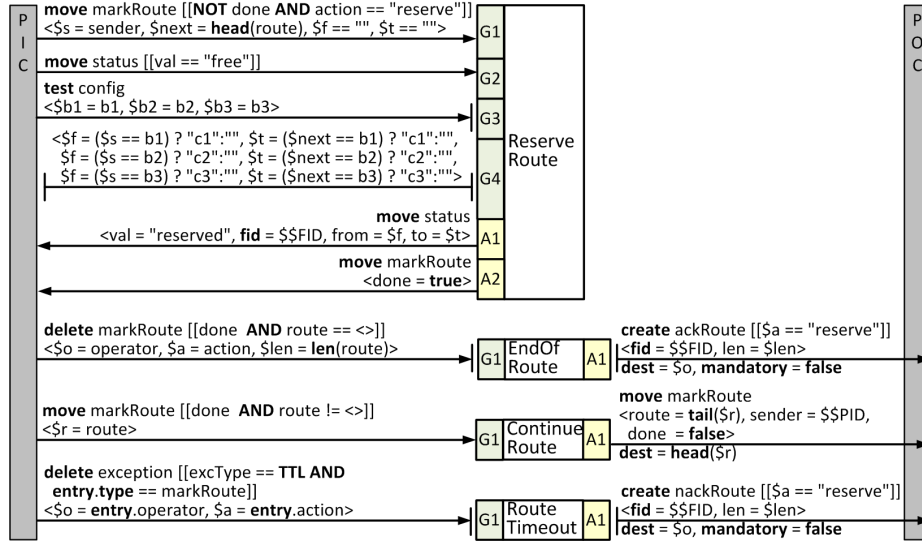 P
I
C
move markRoute [[NOT done AND action == "reserve"]]
<$s = sender, $next = head(route), $f == "", $t == "">
G1
move status [[val == "free"]]
G2
test config
<$b1 = b1, $b2 = b2, $b3 = b3>
G3
<$f = ($s == b1) ? "c1":"", $t = ($next == b1) ? "c1":"",
$f = ($s == b2) ? "c2":"", $t = ($next == b2) ? "c2":"",
$f = ($s == b3) ? "c3":"", $t = ($next == b3) ? "c3":"">
G4
Reserve
Route
move status
<val = "reserved", fid = $$FID, from = $f, to = $t>
A1
move markRoute
<done = true>
A2
P
O
C
delete markRoute [[done AND route == <>]]
<$o = operator, $a = action, $len = len(route)>
G1
EndOf
Route
A1
create ackRoute [[$a == "reserve"]]
<fid = $$FID, len = $len>
dest = $o, mandatory = false
move markRoute [[done AND route != <>]]
<$r = route>
G1
Continue
Route
A1
move markRoute
<route = tail($r), sender = $$PID,
done = false>
dest = head($r)
delete exception [[excType == TTL AND
entry.type == markRoute]]
<$o = entry.operator, $a = entry.action>
G1
Route
Timeout
A1
create nackRoute [[$a == "reserve"]]
<fid = $$FID, len = $len>
dest = $o, mandatory = false